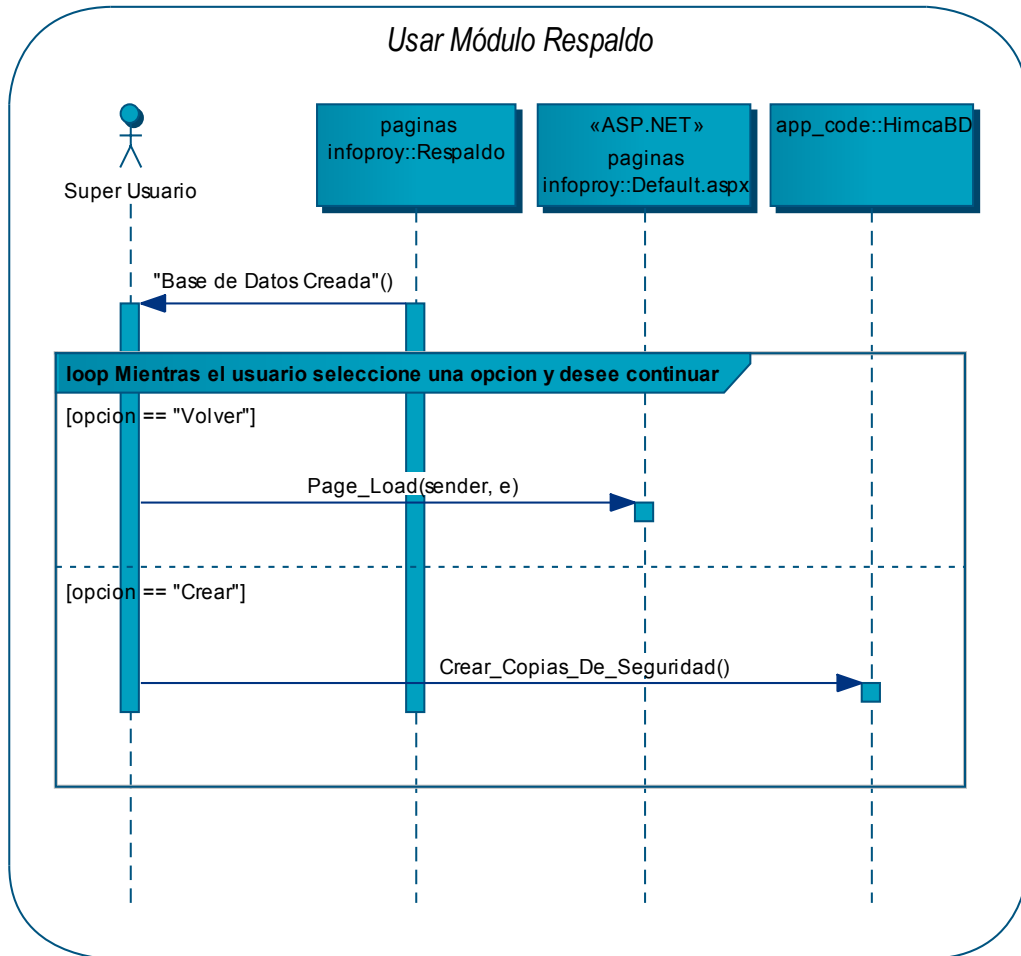 Usar Módulo Respaldo
Super Usuario
paginas
infoproy::Respaldo
«ASP.NET»
paginas
infoproy::Default.aspx
app_code::HimcaBD
"Base de Datos Creada"()
loop Mientras el usuario seleccione una opcion y desee continuar
[opcion == "Volver"]
Page_Load(sender, e)
[opcion == "Crear"]
Crear_Copias_De_Seguridad()